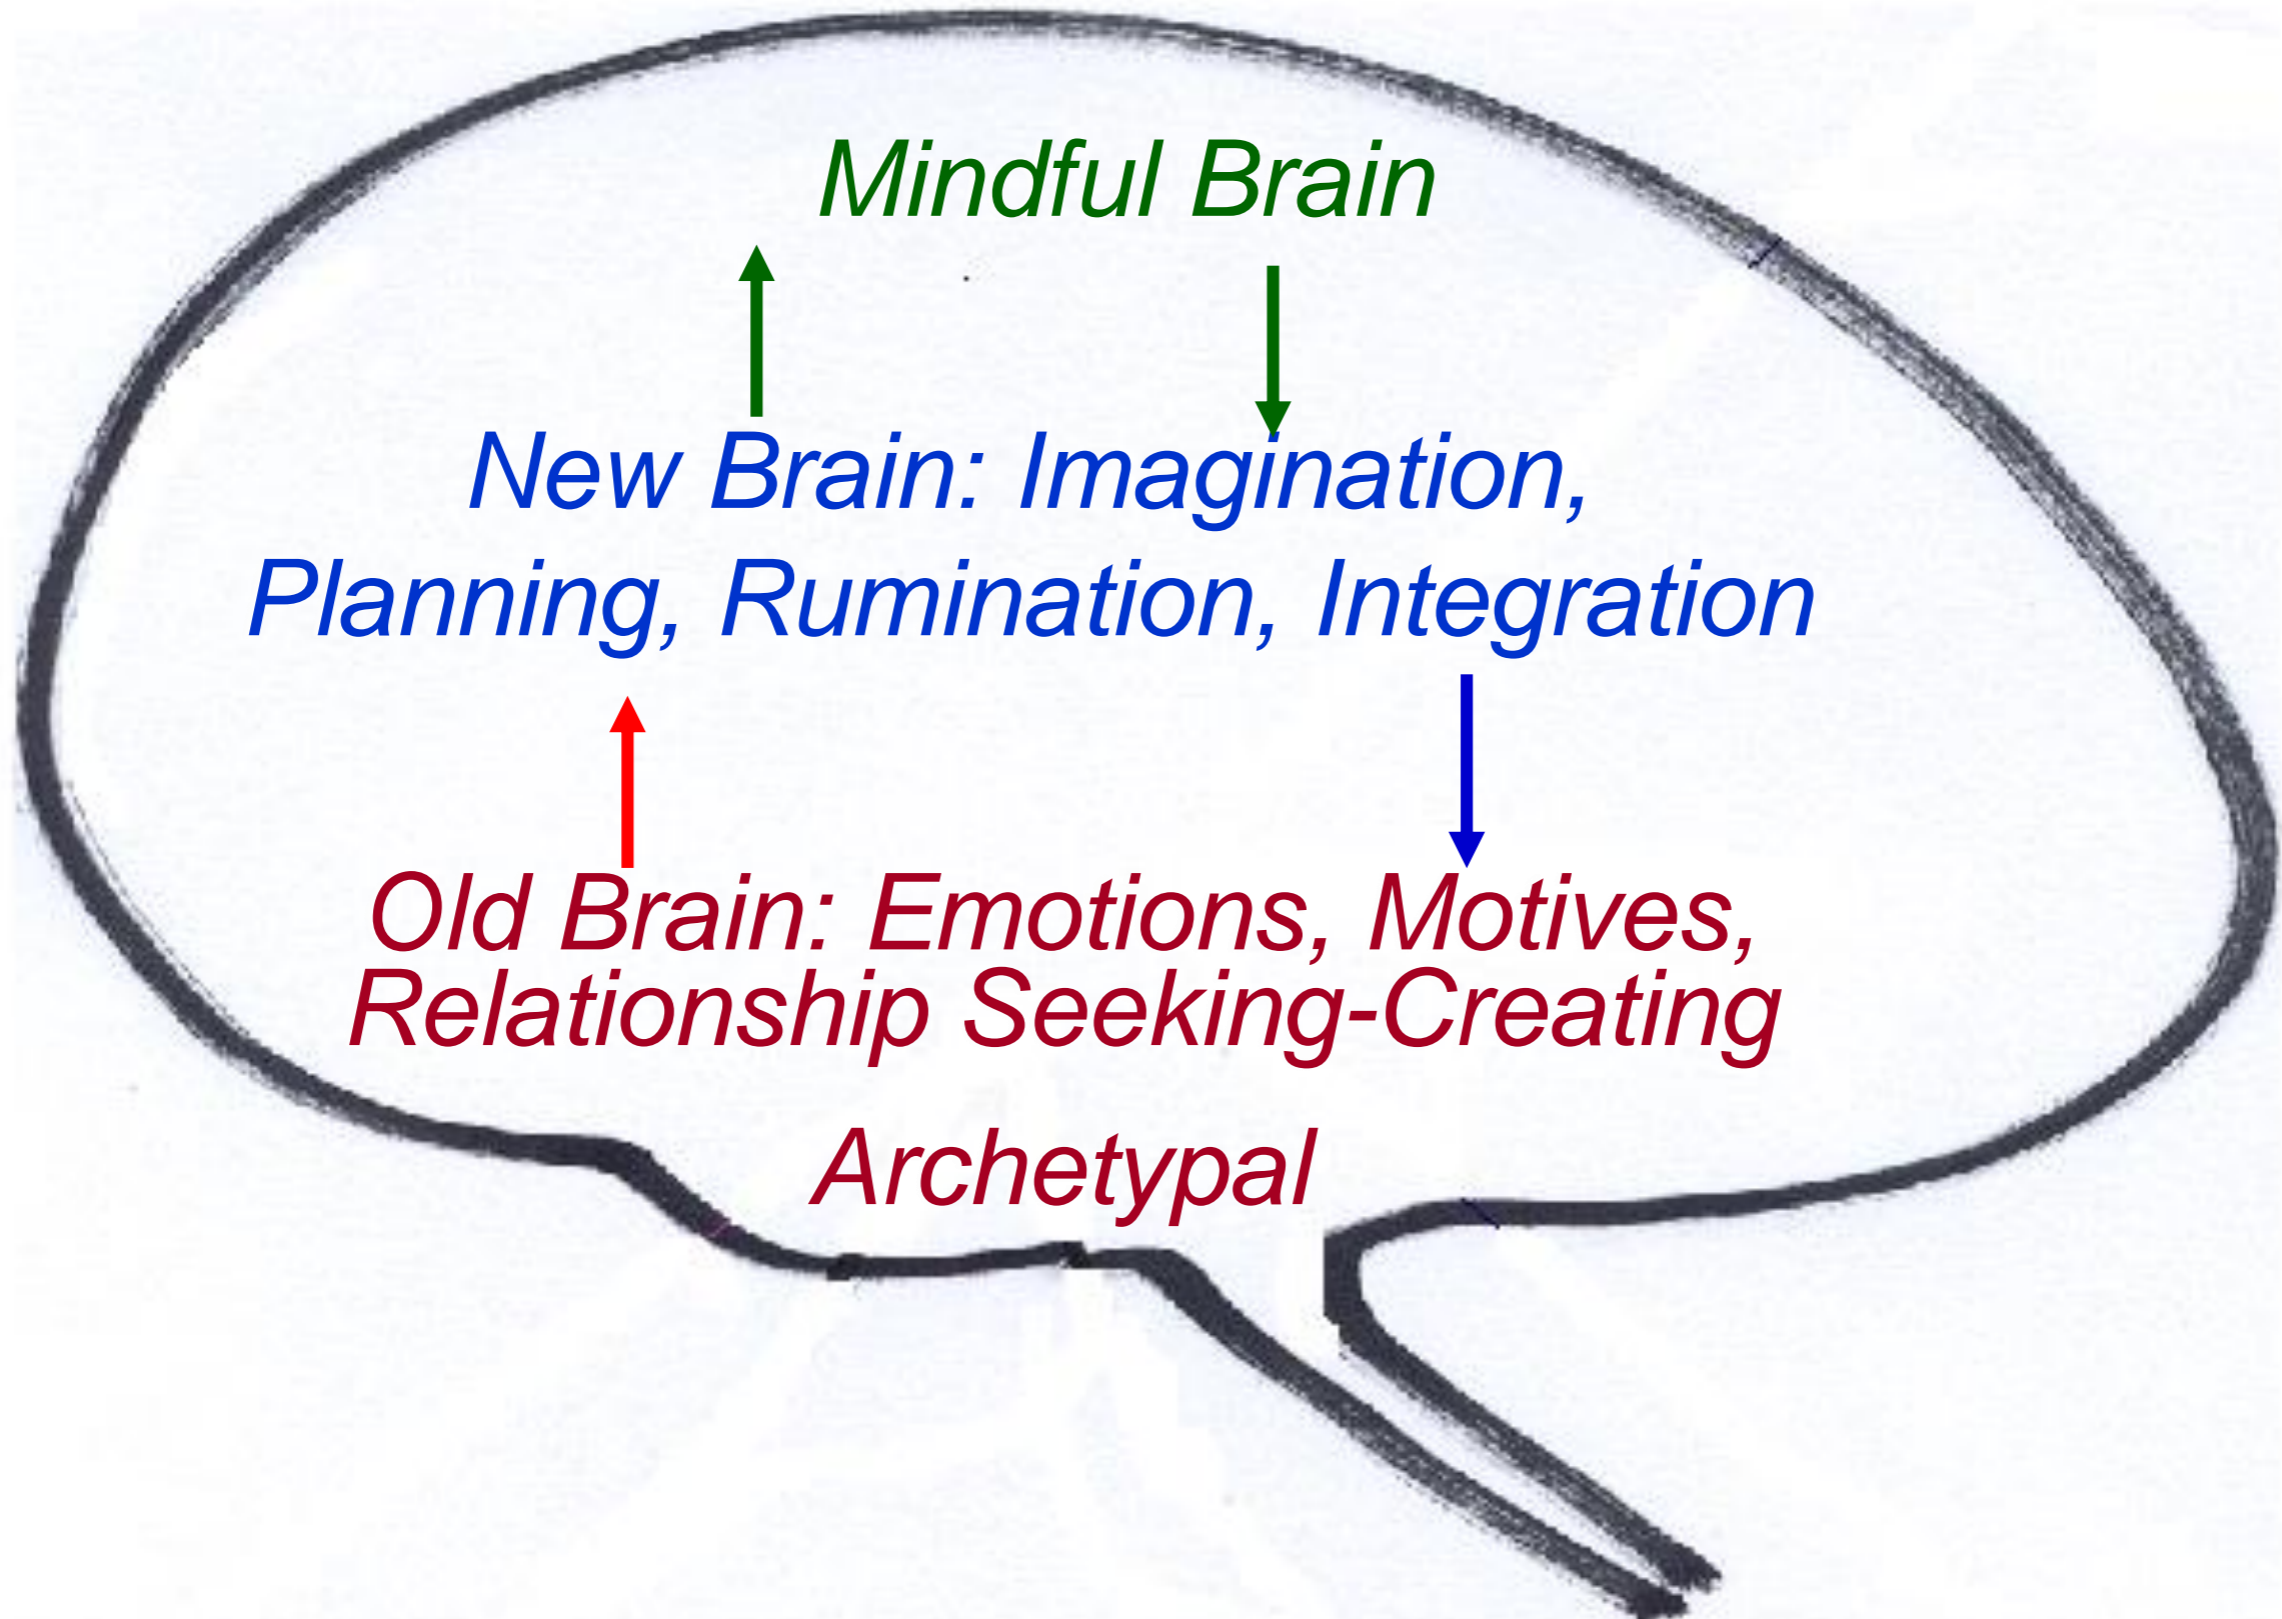 Mindful Brain
New Brain: Imagination,
Planning, Rumination, Integration
Old Brain: Emotions, Motives,
Relationship Seeking-Creating
Archetypal